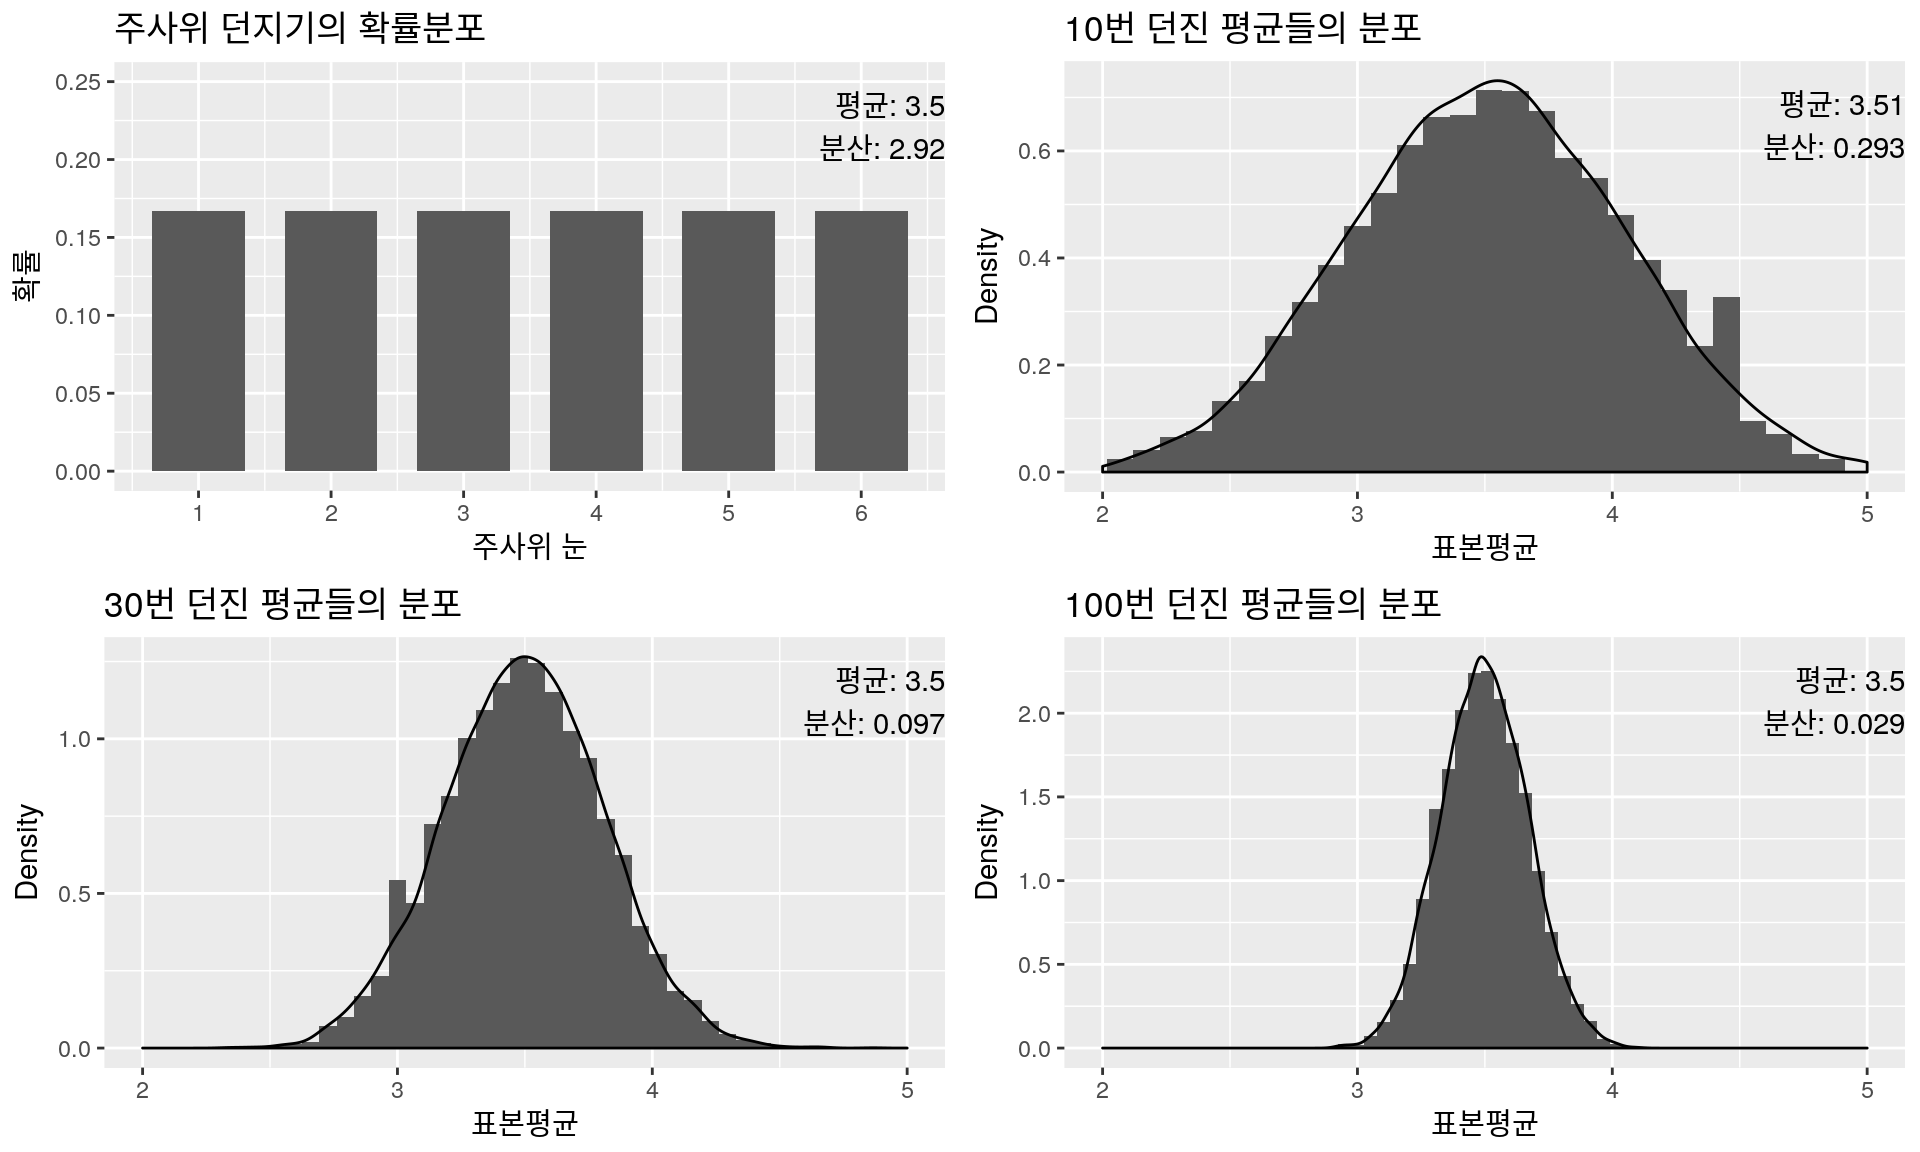 주사위 던지기의 확률분포
평균: 3.5
분산: 2.92
확률
0.25
0.20
0.15
0.10
0.05
0.00
1 2 3 4 5 6
주사위 눈
10번 던진 평균들의 분포
평균: 3.51
분산: 0.293
Density
0.6
0.4
0.2
0.0
2 3 4 5
표본평균
30번 던진 평균들의 분포
평균: 3.5
분산: 0.097
Density
1.0
0.5
0.0
2 3 4 5
표본평균
100번 던진 평균들의 분포
평균: 3.5
분산: 0.029
Density
2.0
1.5
1.0
0.5
0.0
2 3 4 5
표본평균